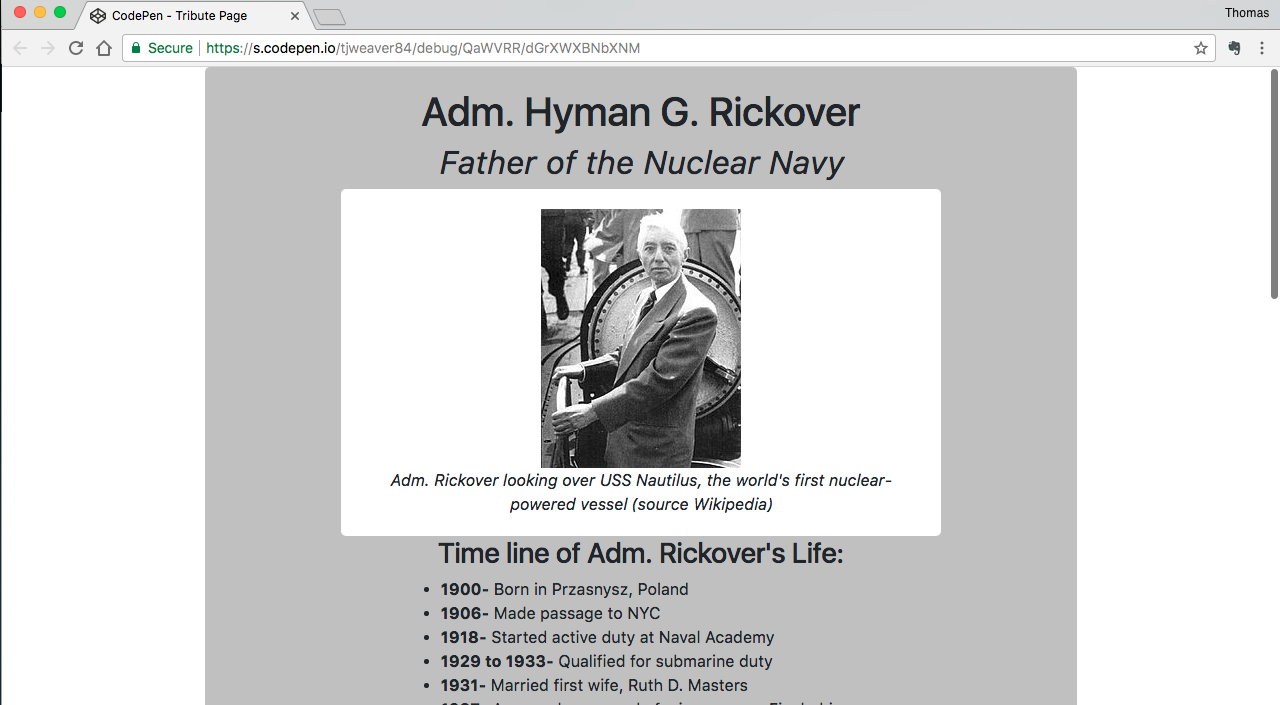 CodePen - Tribute Page
Thomas
Secure
https://s.codepen.io/tjweaver84/debug/QaWVRR/dGrXWXBNbXNM
Adm. Hyman G. Rickover
Father of the Nuclear Navy
Adm. Rickover looking over USS Nautilus, the world's first nuclear-
powered vessel (source Wikipedia)
Time line of Adm. Rickover's Life:
1900- Born in Przasnysz, Poland
1906- Made passage to NYC
1918- Started active duty at Naval Academy
1929 to 1933- Qualified for submarine duty
1931- Married first wife, Ruth D. Masters